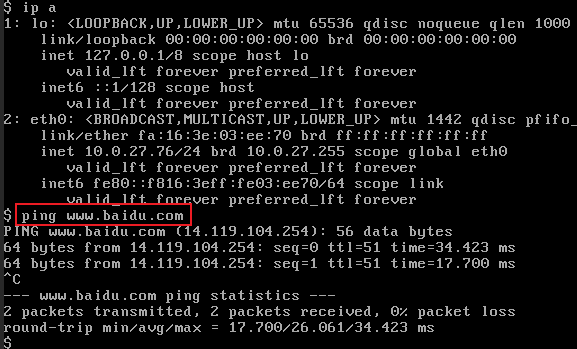 $ ip a
1: lo: <LOOPBACK,UP,LOWER_UP> mtu 65536 qdisc noqueue qlen 1000
link/loopback 00:00:00:00:00:00 brd 00:00:00:00:00:00
inet 127.0.0.1/8 scope host lo
valid_lft forever preferred_lft forever
inet6 ::1/128 scope host
valid_lft forever preferred_lft forever
2: eth0: <BROADCAST,MULTICAST,UP,LOWER_UP> mtu 1442 qdisc pfifo_
link/ether fa:16:3e:03:ee:70 brd ff:ff:ff:ff:ff:ff
inet 10.0.27.76/24 brd 10.0.27.255 scope global eth0
valid_lft forever preferred_lft forever
inet6 fe80::f816:3eff:fe03:ee70/64 scope link
valid_lft forever preferred_lft forever
$ ping www.baidu.com
PING www.baidu.com (14.119.104.254): 56 data bytes
64 bytes from 14.119.104.254: seq=0 ttl=51 time=34.423 ms
64 bytes from 14.119.104.254: seq=1 ttl=51 time=17.700 ms
^C
--- www.baidu.com ping statistics ---
2 packets transmitted, 2 packets received, 0% packet loss
round-trip min/avg/max = 17.700/26.061/34.423 ms
$